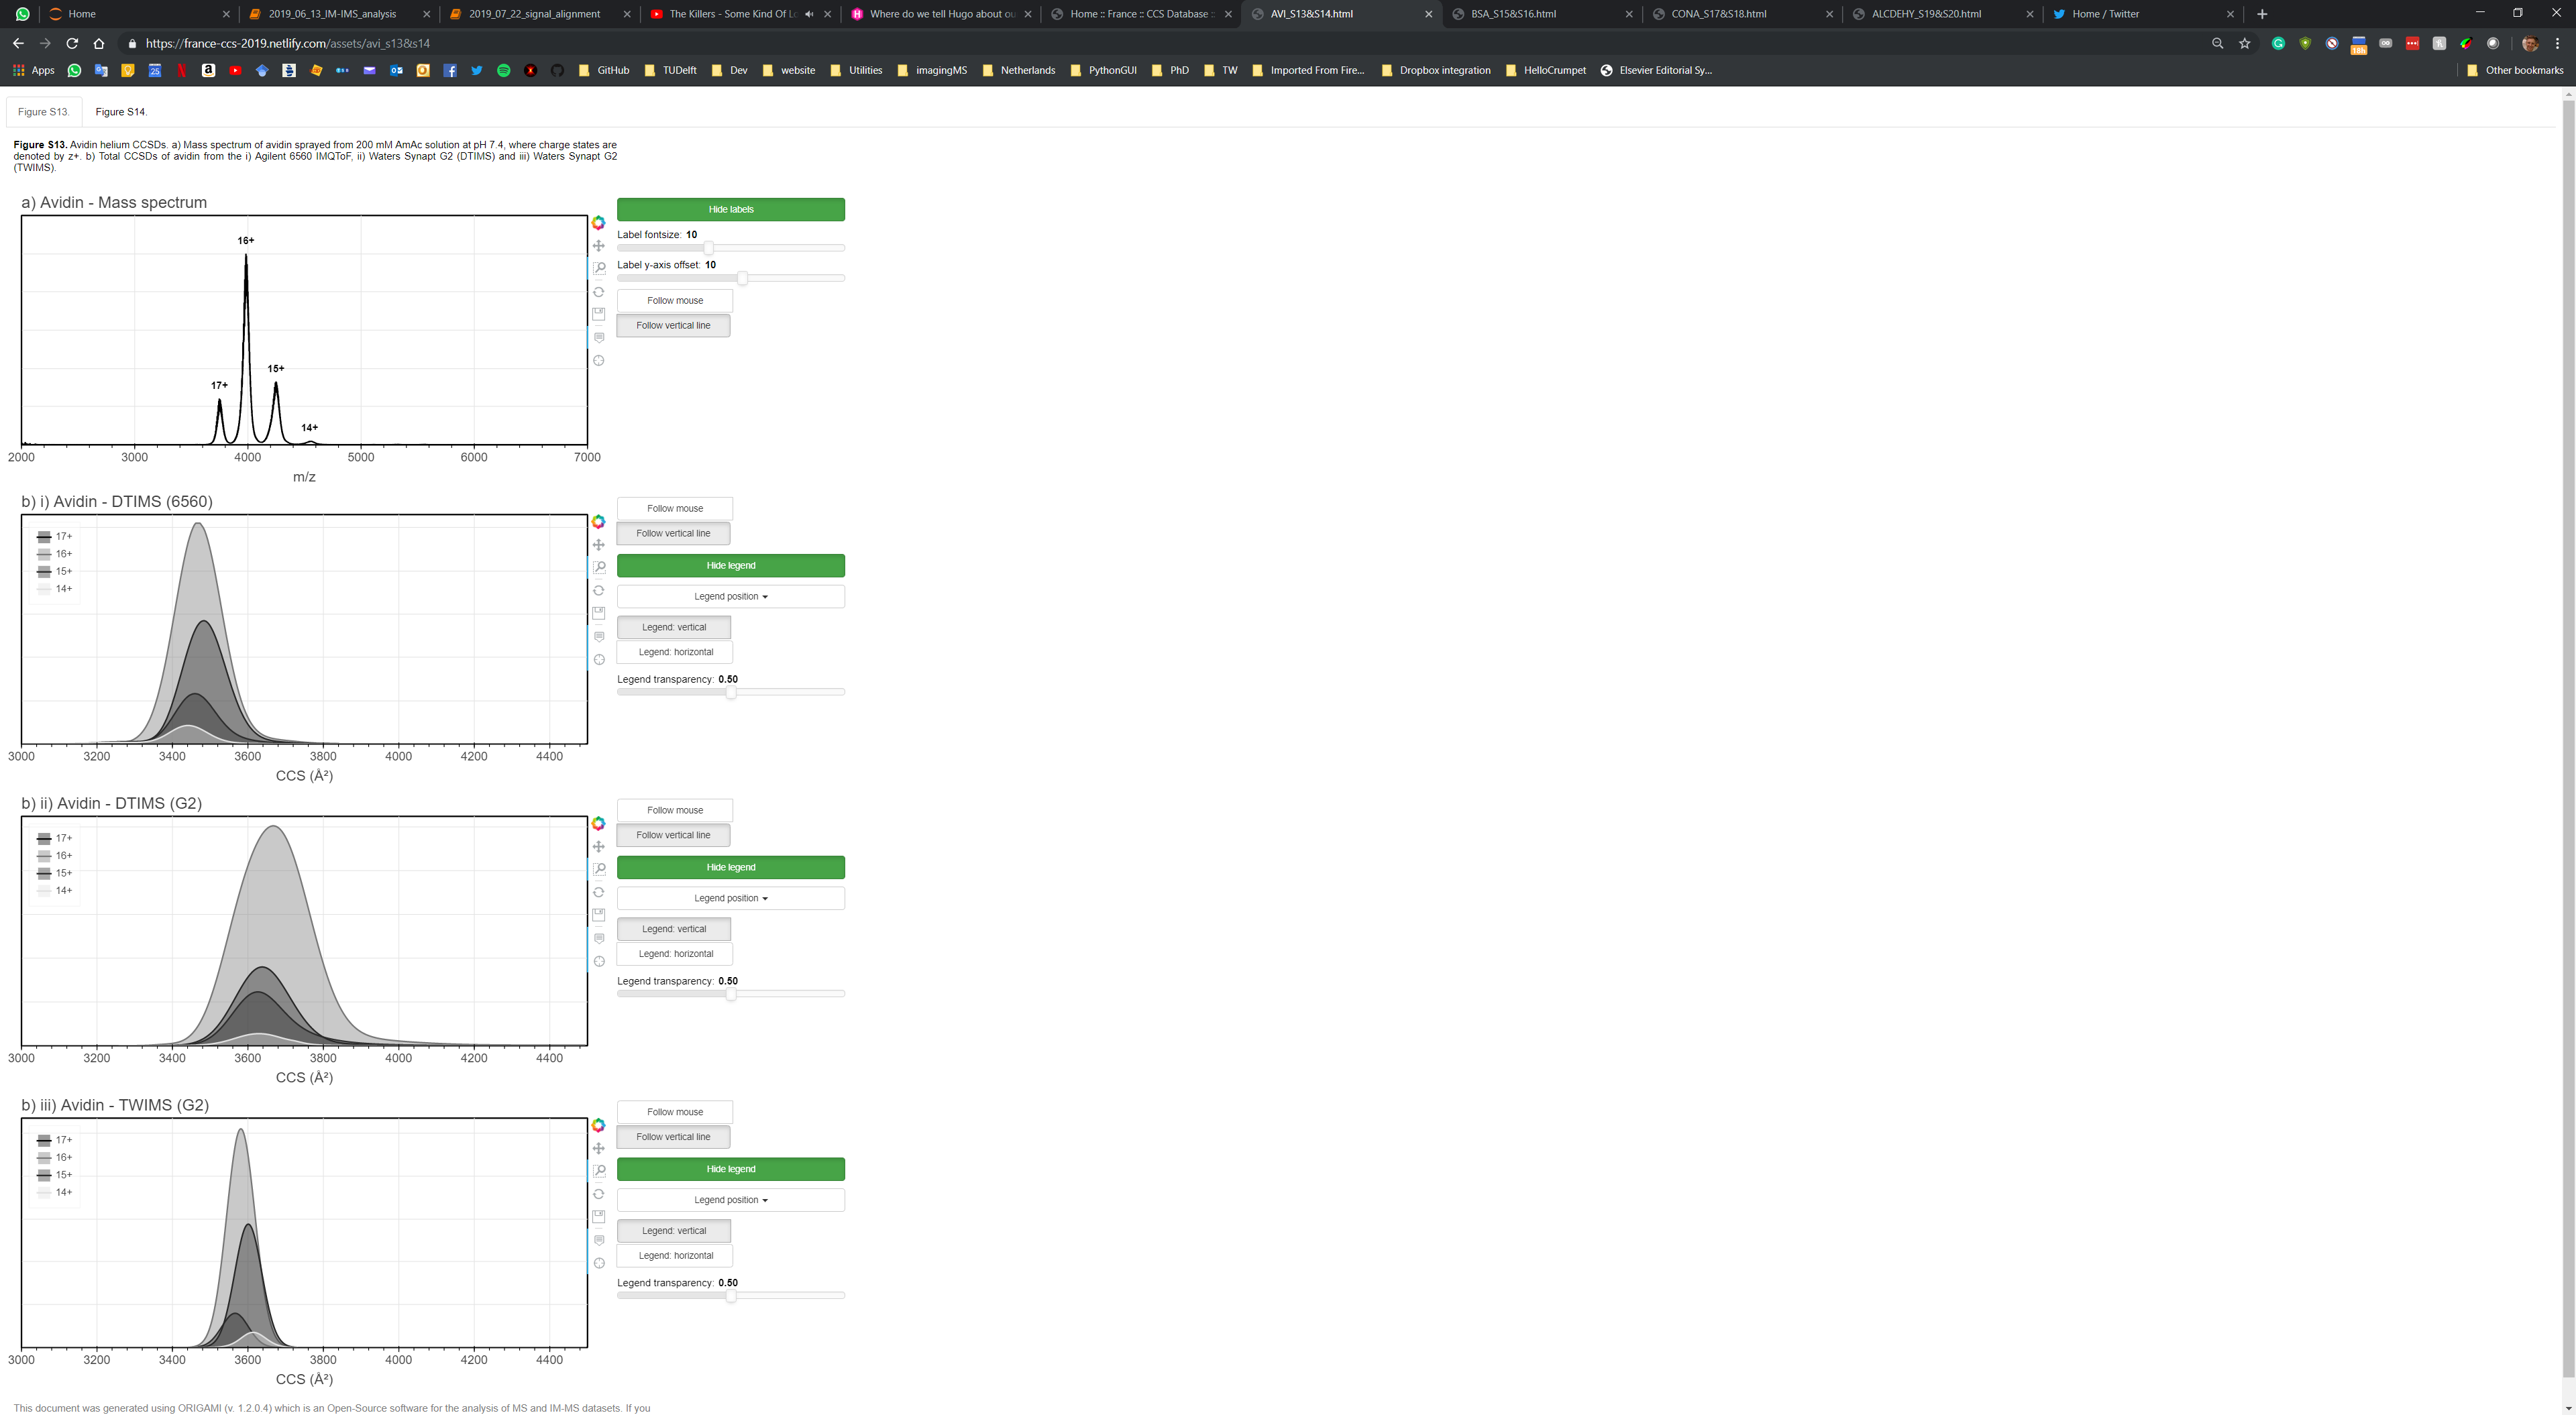 Home
2019_06_13_IM-IMS_analysis
2019_07_22_signal_alignment
The Killers - Some Kind Of Lo
Where do we tell Hugo about ou
Home :: France :: CCS Database ::
AVI_S13&S14.html
BSA_S15&S16.html
CONA_S17&S18.html
ALCDEHY_S19&S20.html
Home / Twitter
https://france-ccs-2019.netlify.com/assets/avi_s13&s14
Apps
GitHub
TUDelft
Dev
website
Utilities
imagingMS
Netherlands
PythonGUI
PhD
TW
Imported From Fire...
Dropbox integration
HelloCrumpet
Elsevier Editorial Sy...
Other bookmarks
Figure S13.
Figure S14.
Figure S13. Avidin helium CCSDs. a) Mass spectrum of avidin sprayed from 200 mM AmAc solution at pH 7.4, where charge states are
denoted by z+. b) Total CCSDs of avidin from the i) Agilent 6560 IMQToF, ii) Waters Synapt G2 (DTIMS) and iii) Waters Synapt G2
(TWIMS).
a) Avidin - Mass spectrum
16+
17+
15+
14+
2000 3000 4000 5000 6000 7000
m/z
Hide labels
Label fontsize: 10
Label y-axis offset: 10
Follow mouse
Follow vertical line
b) i) Avidin - DTIMS (6560)
17+
16+
15+
14+
3000 3200 3400 3600 3800 4000 4200 4400
CCS (Å²)
Follow mouse
Follow vertical line
Hide legend
Legend position
Legend: vertical
Legend: horizontal
Legend transparency: 0.50
b) ii) Avidin - DTIMS (G2)
17+
16+
15+
14+
3000 3200 3400 3600 3800 4000 4200 4400
CCS (Å²)
Follow mouse
Follow vertical line
Hide legend
Legend position
Legend: vertical
Legend: horizontal
Legend transparency: 0.50
b) iii) Avidin - TWIMS (G2)
17+
16+
15+
14+
3000 3200 3400 3600 3800 4000 4200 4400
CCS (Å²)
Follow mouse
Follow vertical line
Hide legend
Legend position
Legend: vertical
Legend: horizontal
Legend transparency: 0.50
This document was generated using ORIGAMI (v. 1.2.0.4) which is an Open-Source software for the analysis of MS and IM-MS datasets. If you